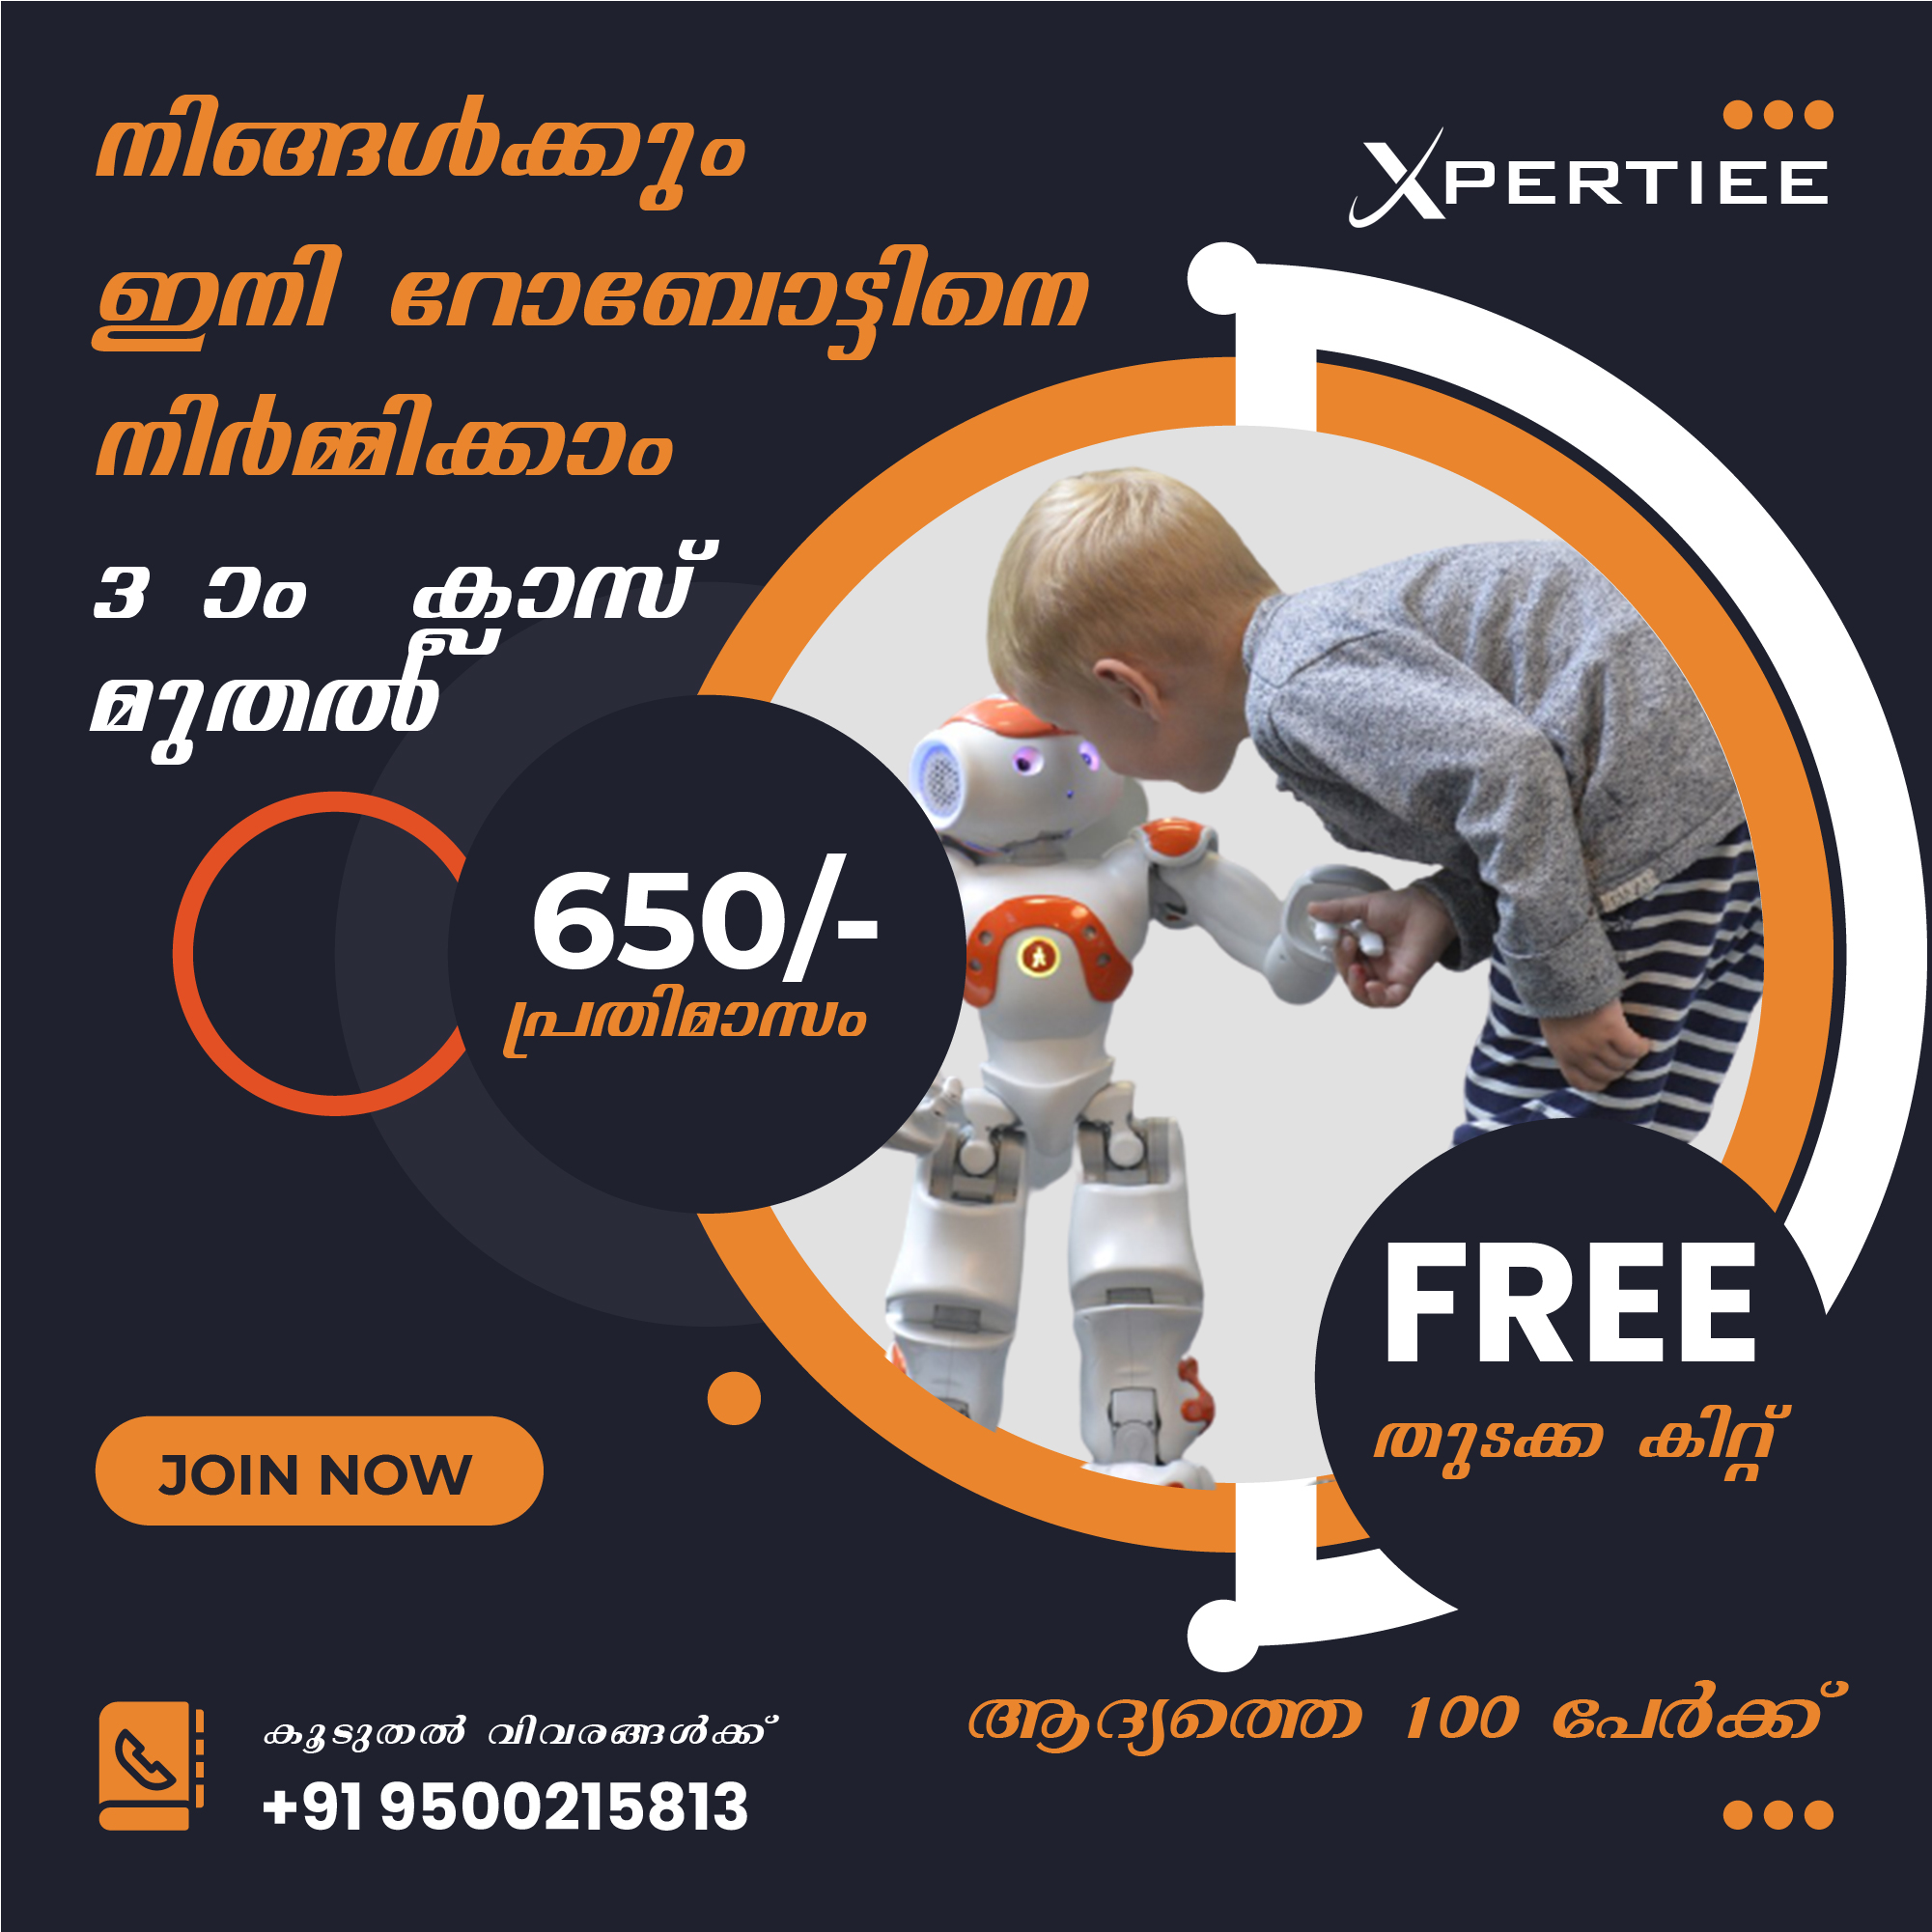 നിങ്ങൾക്കും
ഇനി റോബോട്ടിനെ
നിർമ്മിക്കാം
3 ാം ക്ലാസ്
മുതൽ
XPERTIEE
650/-
പ്രതിമാസം
FREE
തുടക്ക കിറ്റ്
JOIN NOW
ആദ്യത്തെ 100 പേർക്ക്
കൂടുതൽ വിവരങ്ങൾക്ക്
+91 9500215813